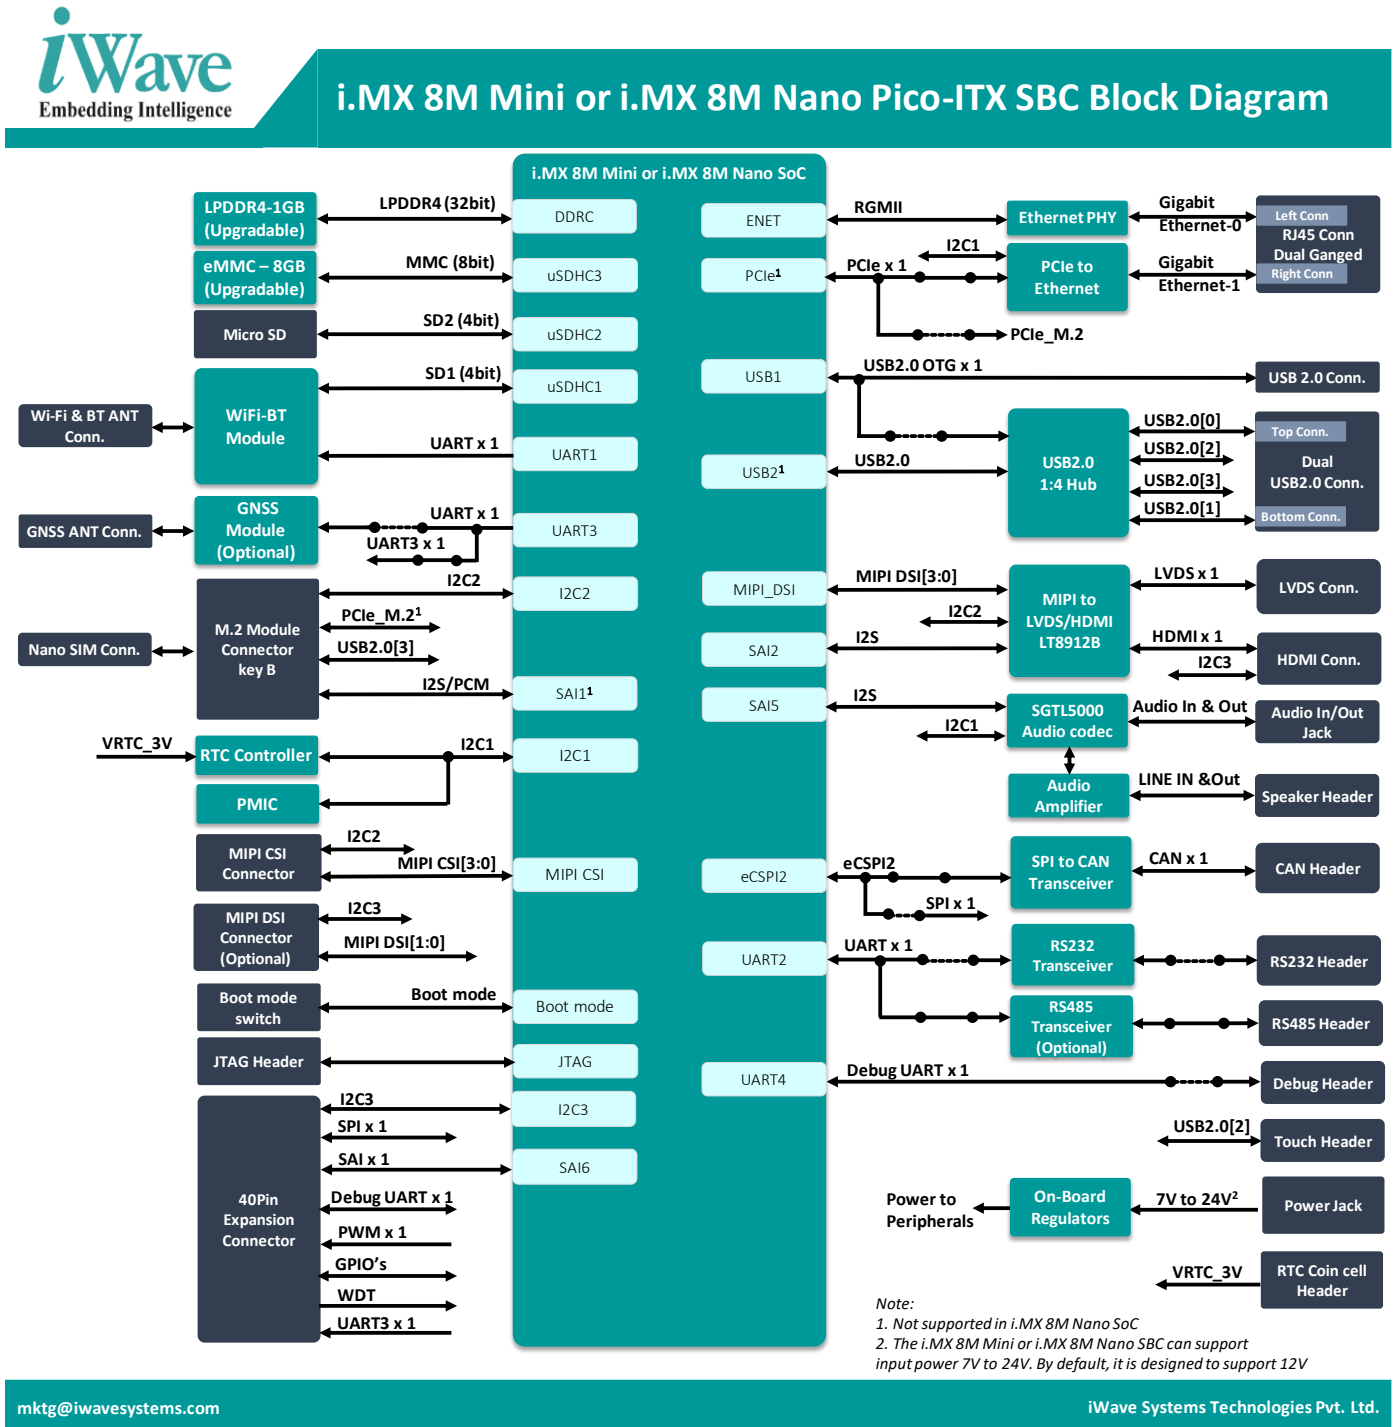 iWave
Embedding Intelligence
i.MX 8M Mini or i.MX 8M Nano Pico-ITX SBC Block Diagram
i.MX 8M Mini or i.MX 8M Nano SoC
LPDDR4-1GB
(Upgradable)
LPDDR4 (32bit)
DDRC
eMMC – 8GB
(Upgradable)
MMC (8bit)
uSDHC3
Micro SD
SD2 (4bit)
uSDHC2
Wi-Fi & BT ANT
Conn.
WiFi-BT
Module
SD1 (4bit)
uSDHC1
UART x 1
UART1
GNSS ANT Conn.
GNSS
Module
(Optional)
UART x 1
UART3 x 1
UART3
Nano SIM Conn.
M.2 Module
Connector
key B
I2C2
I2C2
PCIe_M.2¹
USB2.0[3]
I2S/PCM
SAI1¹
VRTC_3V
RTC Controller
I2C1
I2C1
PMIC
MIPI CSI
Connector
I2C2
MIPI CSI[3:0]
MIPI CSI
MIPI DSI
Connector
(Optional)
I2C3
MIPI DSI[1:0]
Boot mode
switch
Boot mode
Boot mode
JTAG Header
JTAG
40Pin
Expansion
Connector
I2C3
I2C3
SPI x 1
SAI x 1
SAI6
Debug UART x 1
PWM x 1
GPIO's
WDT
UART3 x 1
ENET
RGMII
Ethernet PHY
Gigabit
Ethernet-0
Left Conn
RJ45 Conn
Dual Ganged
Right Conn
PCIe¹
PCIe x 1
I2C1
PCIe to
Ethernet
Gigabit
Ethernet-1
PCIe_M.2
USB1
USB2.0 OTG x 1
USB 2.0 Conn.
USB2¹
USB2.0
USB2.0
1:4 Hub
USB2.0[0]
USB2.0[2]
USB2.0[3]
USB2.0[1]
Top Conn.
Dual
USB2.0 Conn.
Bottom Conn.
MIPI_DSI
MIPI DSI[3:0]
I2C2
SAI2
I2S
MIPI to
LVDS/HDMI
LT8912B
LVDS x 1
LVDS Conn.
HDMI x 1
I2C3
HDMI Conn.
SAI5
I2S
I2C1
SGTL5000
Audio codec
Audio In & Out
Audio In/Out
Jack
Audio
Amplifier
LINE IN &Out
Speaker Header
eCSPI2
eCSPI2
SPI x 1
SPI to CAN
Transceiver
CAN x 1
CAN Header
UART2
UART x 1
RS232
Transceiver
RS232 Header
RS485
Transceiver
(Optional)
RS485 Header
UART4
Debug UART x 1
Debug Header
USB2.0[2]
Touch Header
Power to
Peripherals
On-Board
Regulators
7V to 24V²
Power Jack
VRTC_3V
RTC Coin cell
Header
Note:
1. Not supported in i.MX 8M Nano SoC
2. The i.MX 8M Mini or i.MX 8M Nano SBC can support
input power 7V to 24V. By default, it is designed to support 12V
mktg@iwavesystems.com
iWave Systems Technologies Pvt. Ltd.